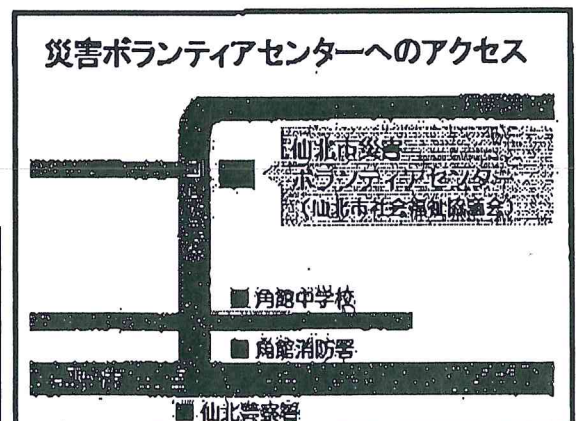 災害ボランティアセンターへのアクセス
仙北市災害
ボランティアセンター
(仙北市社会福祉協議会)
角館中学校
角館消防署
仙北警察署